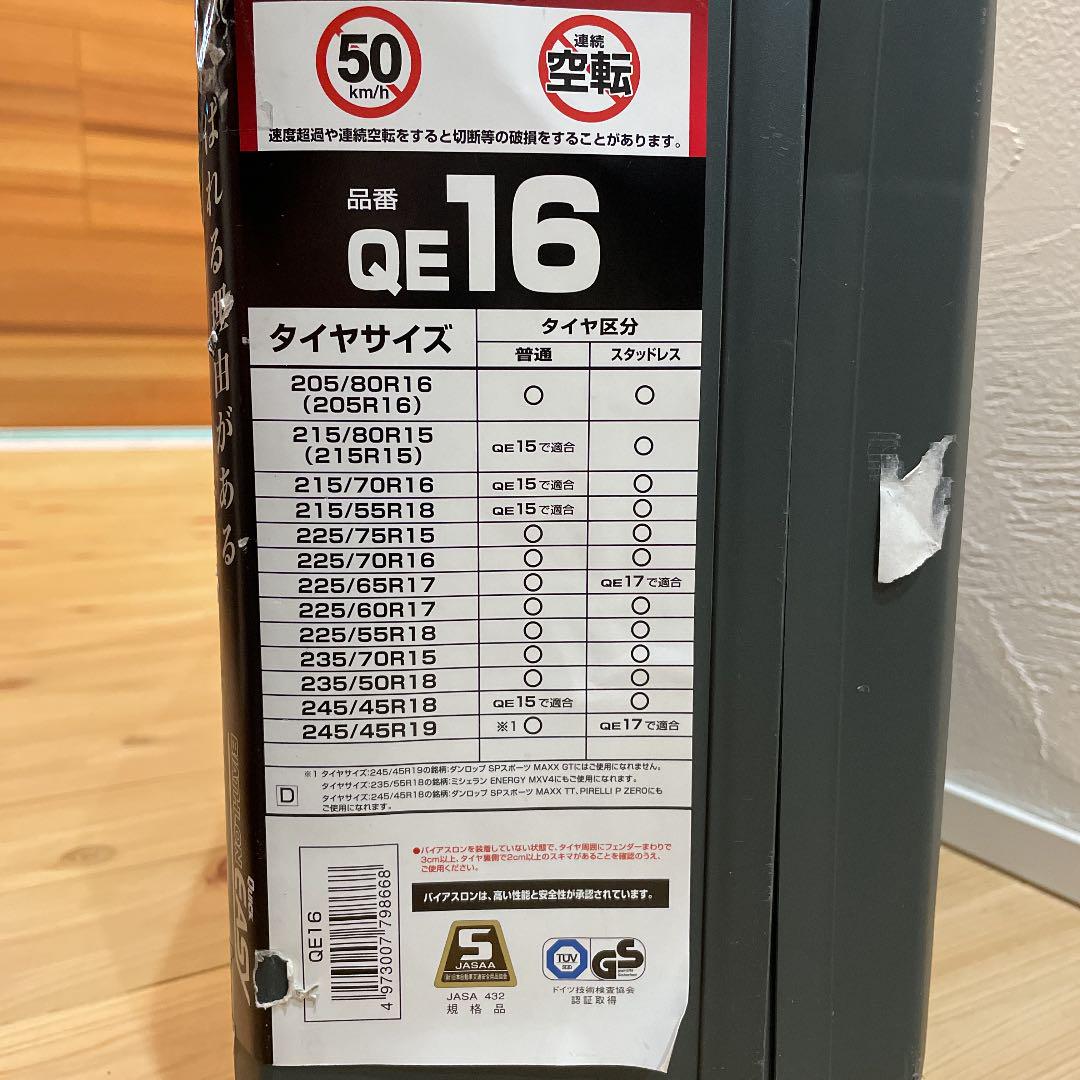 50
km/h
連続
空転
速度超過や連続空転をすると切断等の破損をすることがあります。
品番
QE16
タイヤサイズ
タイヤ区分
普通 スタッドレス
205/80R16
(205R16)
○ ○
215/80R15
(215R15)
QE15で適合 ○
215/70R16 QE15で適合 ○
215/55R18 QE15で適合 ○
225/75R15 ○ ○
225/70R16 ○ ○
225/65R17 ○ QE17で適合
225/60R17 ○ ○
225/55R18 ○ ○
235/70R15 ○ ○
235/50R18 ○ ○
245/45R18 QE15で適合 ○
245/45R19 ※1○ QE17で適合
※1 タイヤサイズ:245/45R19の銘柄:ダンロップ SPスポーツ MAXX GTにはご使用になれません。
タイヤサイズ:235/55R18の銘柄:ミシェラン ENERGY MXV4にもご使用になれます。
タイヤサイズ:245/45R18の銘柄:ダンロップ SPスポーツ MAXX TT、PIRELLI P ZEROにも
ご使用になれます。
D
●バイアスロンを装着していない状態で、タイヤ周囲にフェンダーまわりで
3cm以上、タイヤ裏側で2cm以上のスキマがあることを確認のうえ、
ご使用ください。
バイアスロンは、高い性能と安全性が承認されています。
QE16
4973007798668
S
JASAA
(財)日本自動車交通安全用品協会
JASA 432
規格品
TÜV
GS
ドイツ技術検査協会
認証取得
ばれる理由がある
BIATHLON
QUICK EASY